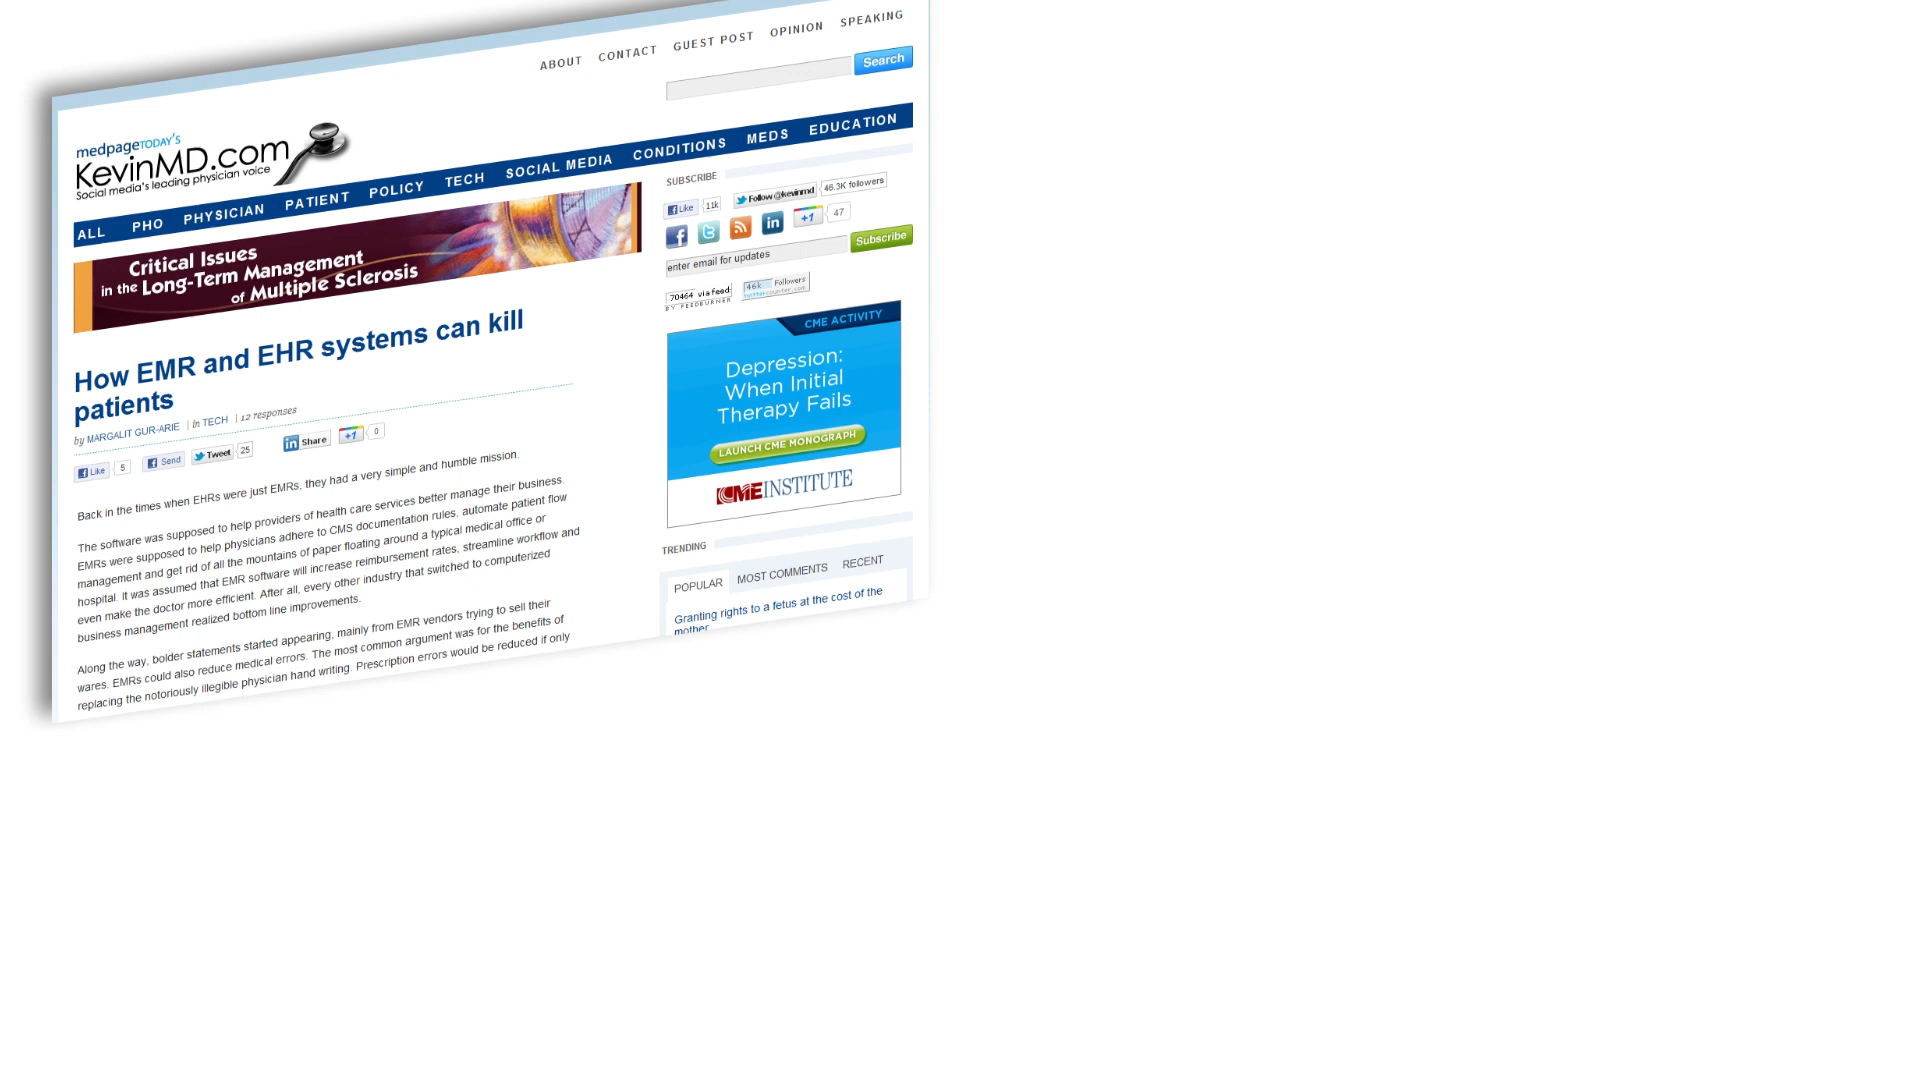 ABOUT CONTACT GUEST POST OPINION SPEAKING
Search
medpageTODAY's
KevinMD.com
Social media's leading physician voice
ALL PHO PHYSICIAN PATIENT POLICY TECH SOCIAL MEDIA CONDITIONS MEDS EDUCATION
Critical Issues
in the Long-Term Management
of Multiple Sclerosis
How EMR and EHR systems can kill
patients
by MARGALIT GUR-ARIE | in TECH | 12 responses
Like 5 Send Tweet 25 Share +1 0
Back in the times when EHRs were just EMRs, they had a very simple and humble mission.
The software was supposed to help providers of health care services better manage their business.
EMRs were supposed to help physicians adhere to CMS documentation rules, automate patient flow
management and get rid of all the mountains of paper floating around a typical medical office or
hospital. It was assumed that EMR software will increase reimbursement rates, streamline workflow and
even make the doctor more efficient. After all, every other industry that switched to computerized
business management realized bottom line improvements.
Along the way, bolder statements started appearing, mainly from EMR vendors trying to sell their
wares. EMRs could also reduce medical errors. The most common argument was for the benefits of
replacing the notoriously illegible physician hand writing. Prescription errors would be reduced if only
SUBSCRIBE
Like 11k Follow @kevinmd 46.3K followers
+1 47
enter email for updates Subscribe
70464 via feed
BY FEEDBURNER
46k Followers
twittercounter.com
CME ACTIVITY
Depression:
When Initial
Therapy Fails
LAUNCH CME MONOGRAPH
CME INSTITUTE
TRENDING
POPULAR MOST COMMENTS RECENT
Granting rights to a fetus at the cost of the
mother